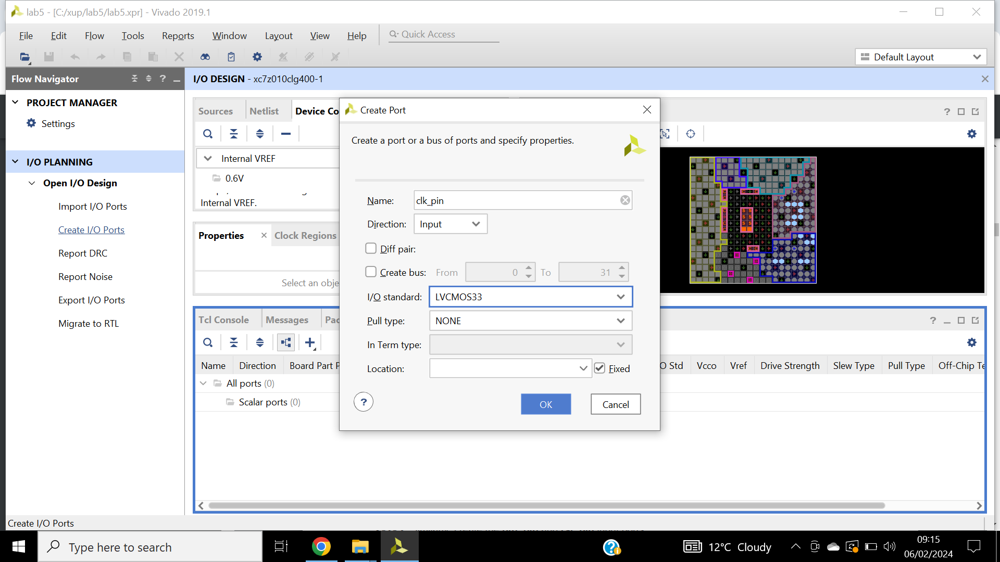 lab5 - [C:/xup/lab5/lab5.xpr] - Vivado 2019.1
File Edit Flow Tools Reports Window Layout View Help Quick Access
Default Layout
Flow Navigator ? _
I/O DESIGN - xc7z010clg400-1
PROJECT MANAGER
Settings
I/O PLANNING
Open I/O Design
Import I/O Ports
Create I/O Ports
Report DRC
Report Noise
Export I/O Ports
Migrate to RTL
Sources Netlist Device Co
Internal VREF
0.6V
Internal VREF.
Properties Clock Regions
Select an obje
Create Port
Create a port or a bus of ports and specify properties.
Name: clk_pin
Direction: Input
Diff pair:
Create bus: From 0 To 31
I/O standard: LVCMOS33
Pull type: NONE
In Term type:
Location: Fixed
? OK Cancel
Tcl Console Messages Pac
Name Direction Board Part P O Std Vcco Vref Drive Strength Slew Type Pull Type Off-Chip Te
All ports (0)
Scalar ports (0)
Create I/O Ports
Type here to search
12°C Cloudy
09:15
06/02/2024